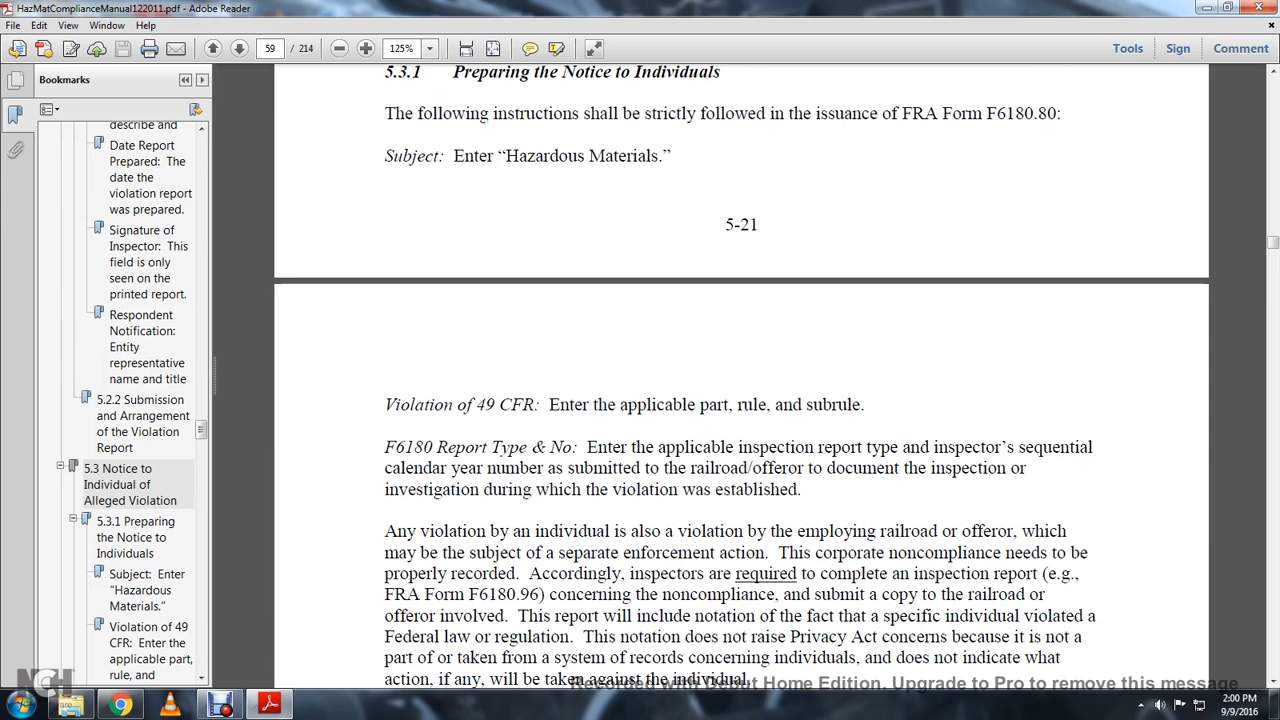 HazMatComplianceManual122011.pdf - Adobe Reader
File Edit View Window Help
59 / 214 125% Tools Sign Comment
Bookmarks
describe and
Date Report
Prepared: The
date the
violation report
was prepared.
Signature of
Inspector: This
field is only
seen on the
printed report.
Respondent
Notification:
Entity
representative
name and title
5.2.2 Submission
and Arrangement
of the Violation
Report
5.3 Notice to
Individual of
Alleged Violation
5.3.1 Preparing
the Notice to
Individuals
Subject: Enter
“Hazardous
Materials.”
Violation of 49
CFR: Enter the
applicable part,
rule, and
5.3.1 Preparing the Notice to Individuals
The following instructions shall be strictly followed in the issuance of FRA Form F6180.80:
Subject: Enter “Hazardous Materials.”
5-21
Violation of 49 CFR: Enter the applicable part, rule, and subrule.
F6180 Report Type & No: Enter the applicable inspection report type and inspector’s sequential
calendar year number as submitted to the railroad/offeror to document the inspection or
investigation during which the violation was established.
Any violation by an individual is also a violation by the employing railroad or offeror, which
may be the subject of a separate enforcement action. This corporate noncompliance needs to be
properly recorded. Accordingly, inspectors are required to complete an inspection report (e.g.,
FRA Form F6180.96) concerning the noncompliance, and submit a copy to the railroad or
offeror involved. This report will include notation of the fact that a specific individual violated a
Federal law or regulation. This notation does not raise Privacy Act concerns because it is not a
part of or taken from a system of records concerning individuals, and does not indicate what
action, if any, will be taken against the individual.
Recorded with Debut Home Edition. Upgrade to Pro to remove this message
NCH
2:00 PM
9/9/2016